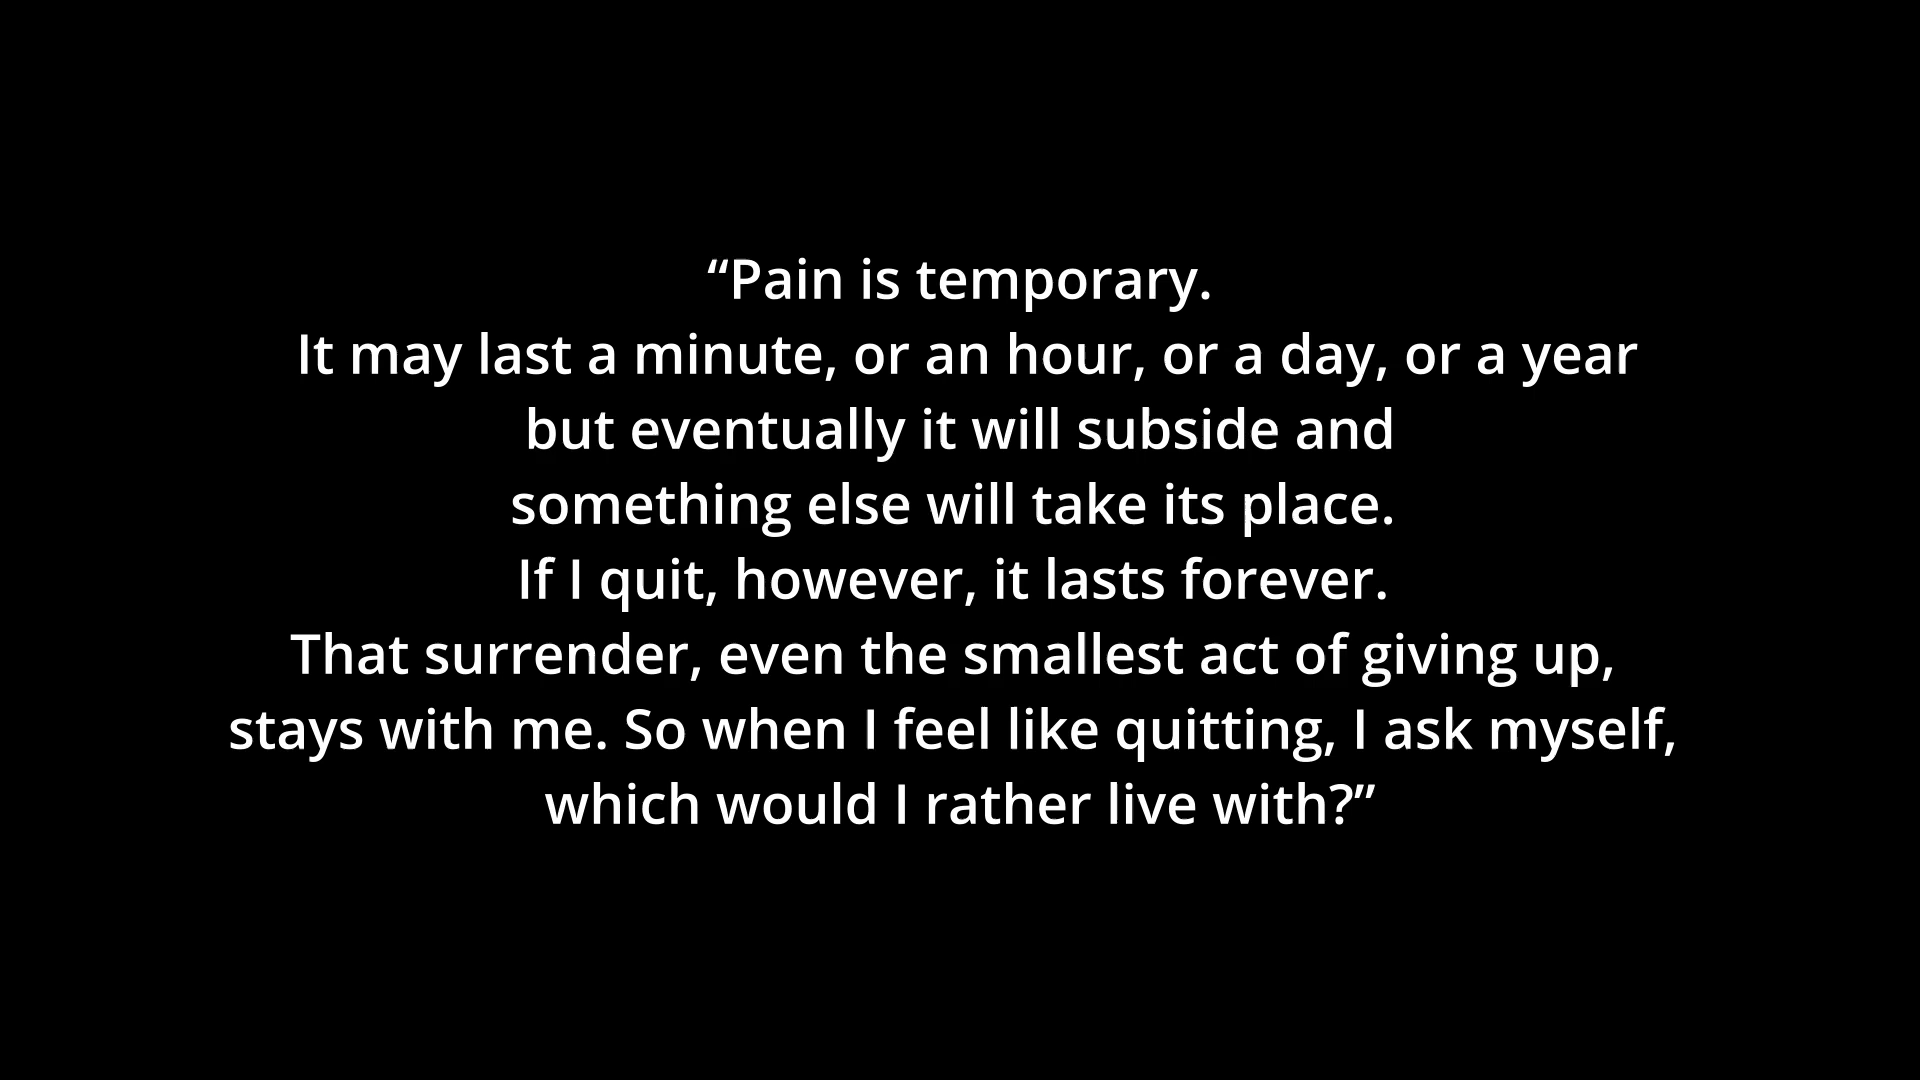 “Pain is temporary.
It may last a minute, or an hour, or a day, or a year
but eventually it will subside and
something else will take its place.
If I quit, however, it lasts forever.
That surrender, even the smallest act of giving up,
stays with me. So when I feel like quitting, I ask myself,
which would I rather live with?”